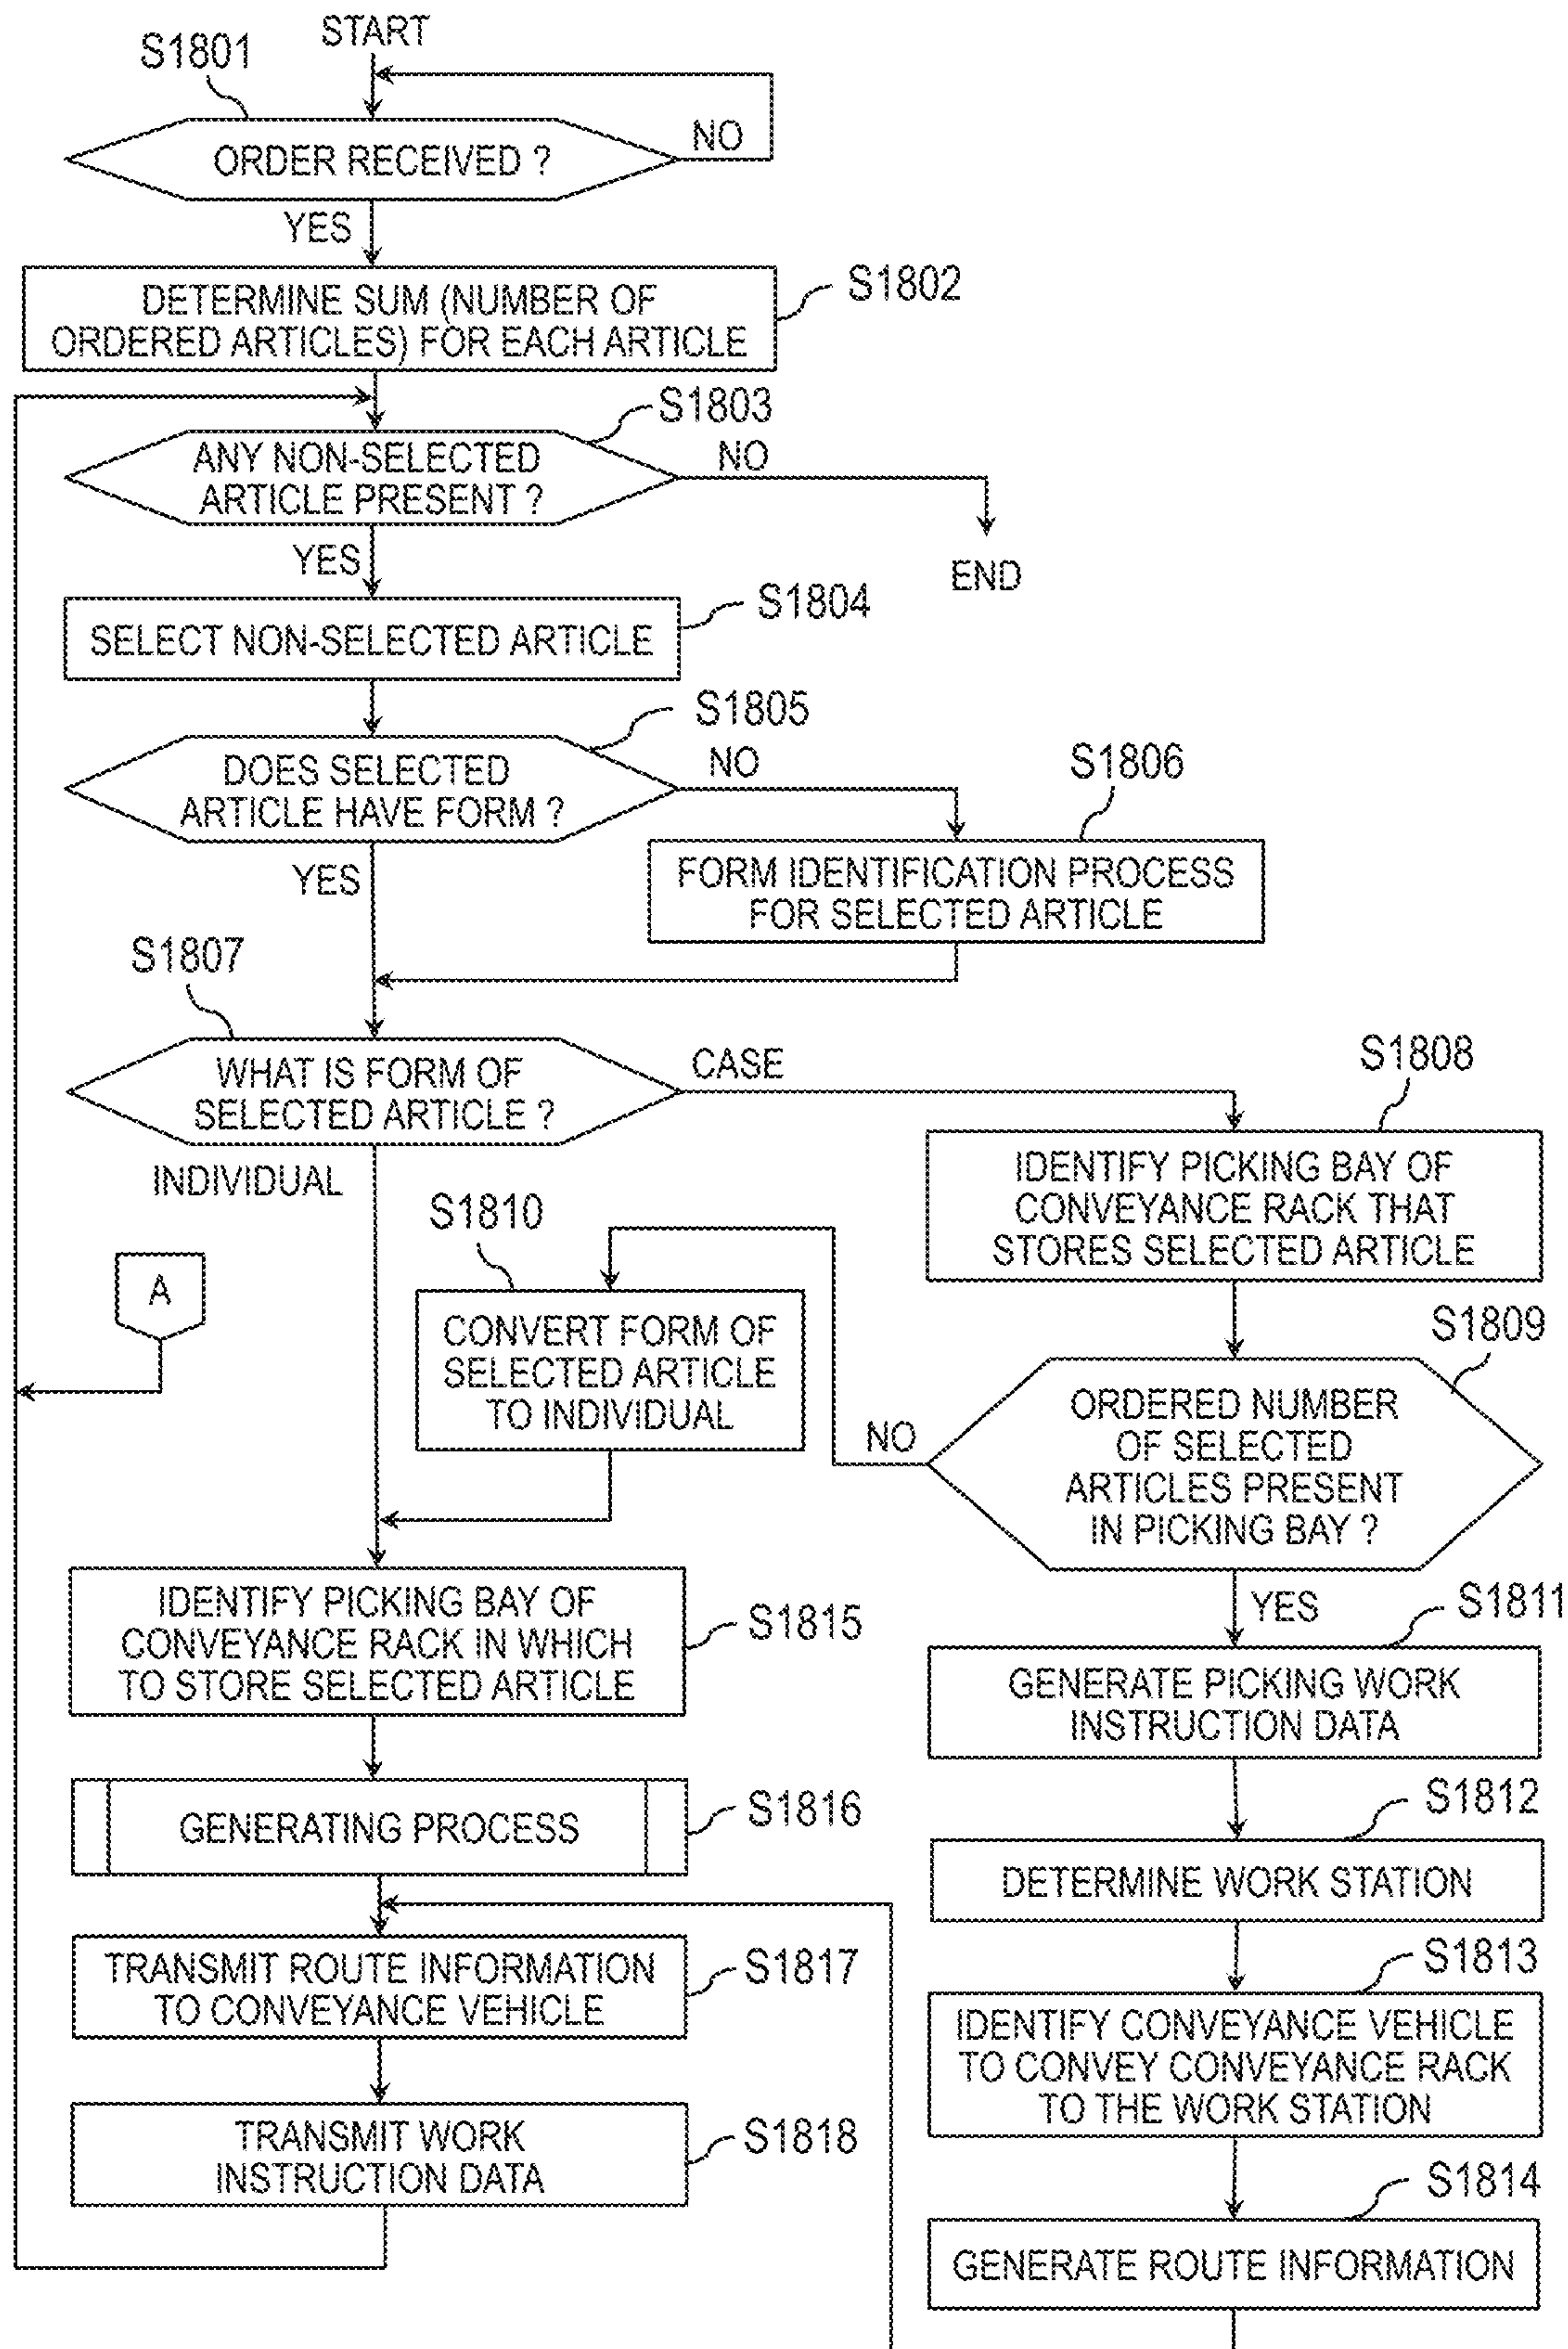 START
S1801
ORDER RECEIVED ?
NO
YES
DETERMINE SUM (NUMBER OF
ORDERED ARTICLES) FOR EACH ARTICLE
S1802
S1803
ANY NON-SELECTED
ARTICLE PRESENT ?
NO
YES
END
S1804
SELECT NON-SELECTED ARTICLE
S1805
DOES SELECTED
ARTICLE HAVE FORM ?
NO
YES
S1806
FORM IDENTIFICATION PROCESS
FOR SELECTED ARTICLE
S1807
WHAT IS FORM OF
SELECTED ARTICLE ?
CASE
INDIVIDUAL
S1808
IDENTIFY PICKING BAY OF
CONVEYANCE RACK THAT
STORES SELECTED ARTICLE
S1810
CONVERT FORM OF
SELECTED ARTICLE
TO INDIVIDUAL
A
S1809
ORDERED NUMBER
OF SELECTED
ARTICLES PRESENT
IN PICKING BAY ?
NO
YES
S1815
IDENTIFY PICKING BAY OF
CONVEYANCE RACK IN WHICH
TO STORE SELECTED ARTICLE
S1811
GENERATE PICKING WORK
INSTRUCTION DATA
GENERATING PROCESS
S1816
S1812
DETERMINE WORK STATION
TRANSMIT ROUTE INFORMATION
TO CONVEYANCE VEHICLE
S1817
S1813
IDENTIFY CONVEYANCE VEHICLE
TO CONVEY CONVEYANCE RACK
TO THE WORK STATION
TRANSMIT WORK
INSTRUCTION DATA
S1818
S1814
GENERATE ROUTE INFORMATION